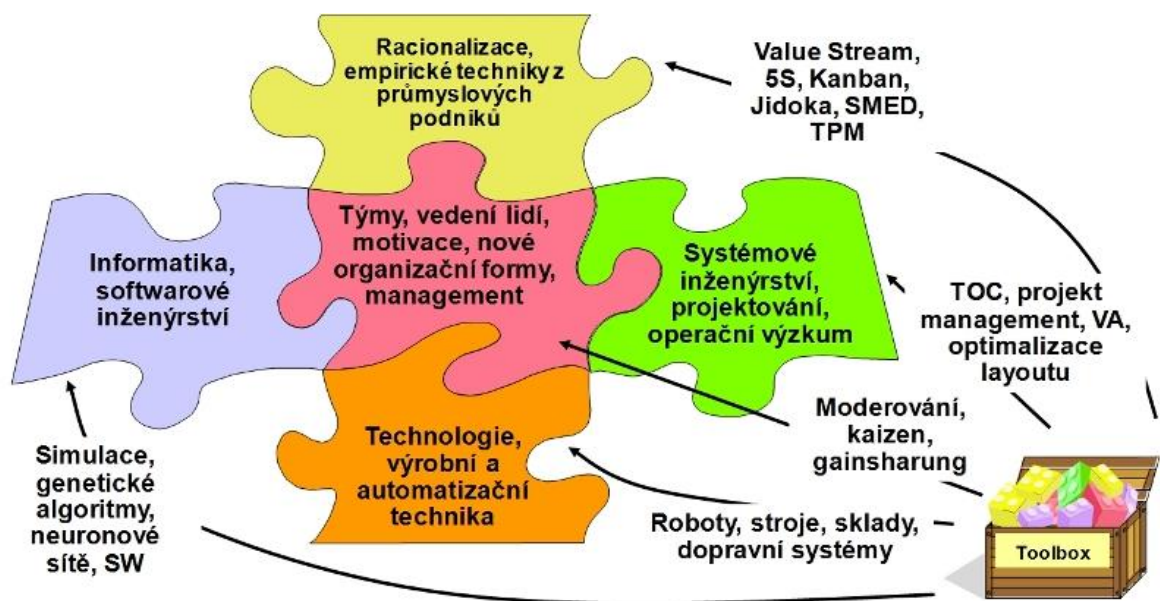 Racionalizace,
empirické techniky z
průmyslových
podniků
Value Stream,
5S, Kanban,
Jidoka, SMED,
TPM
Týmy, vedení lidí,
motivace, nové
organizační formy,
management
Informatika,
softwarové
inženýrství
Systémové
inženýrství,
projektování,
operační výzkum
TOC, projekt
management, VA,
optimalizace
layoutu
Moderování,
kaizen,
gainsharung
Technologie,
výrobní a
automatizační
technika
Simulace,
genetické
algoritmy,
neuronové
sítě, SW
Roboty, stroje, sklady,
dopravní systémy
Toolbox